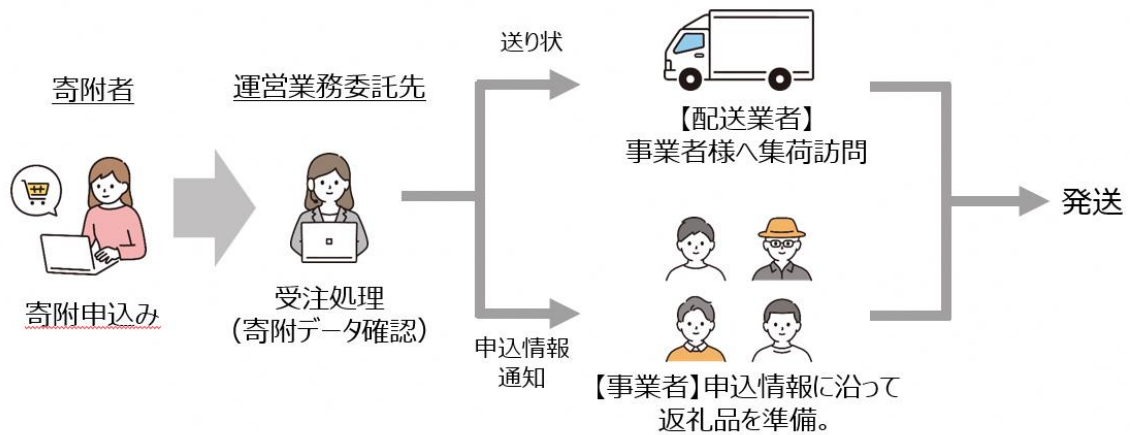 寄附者
寄附申込み
運営業務委託先
受注処理
(寄附データ確認)
送り状
【配送業者】
事業者様へ集荷訪問
申込情報
通知
【事業者】申込情報に沿って
返礼品を準備。
発送